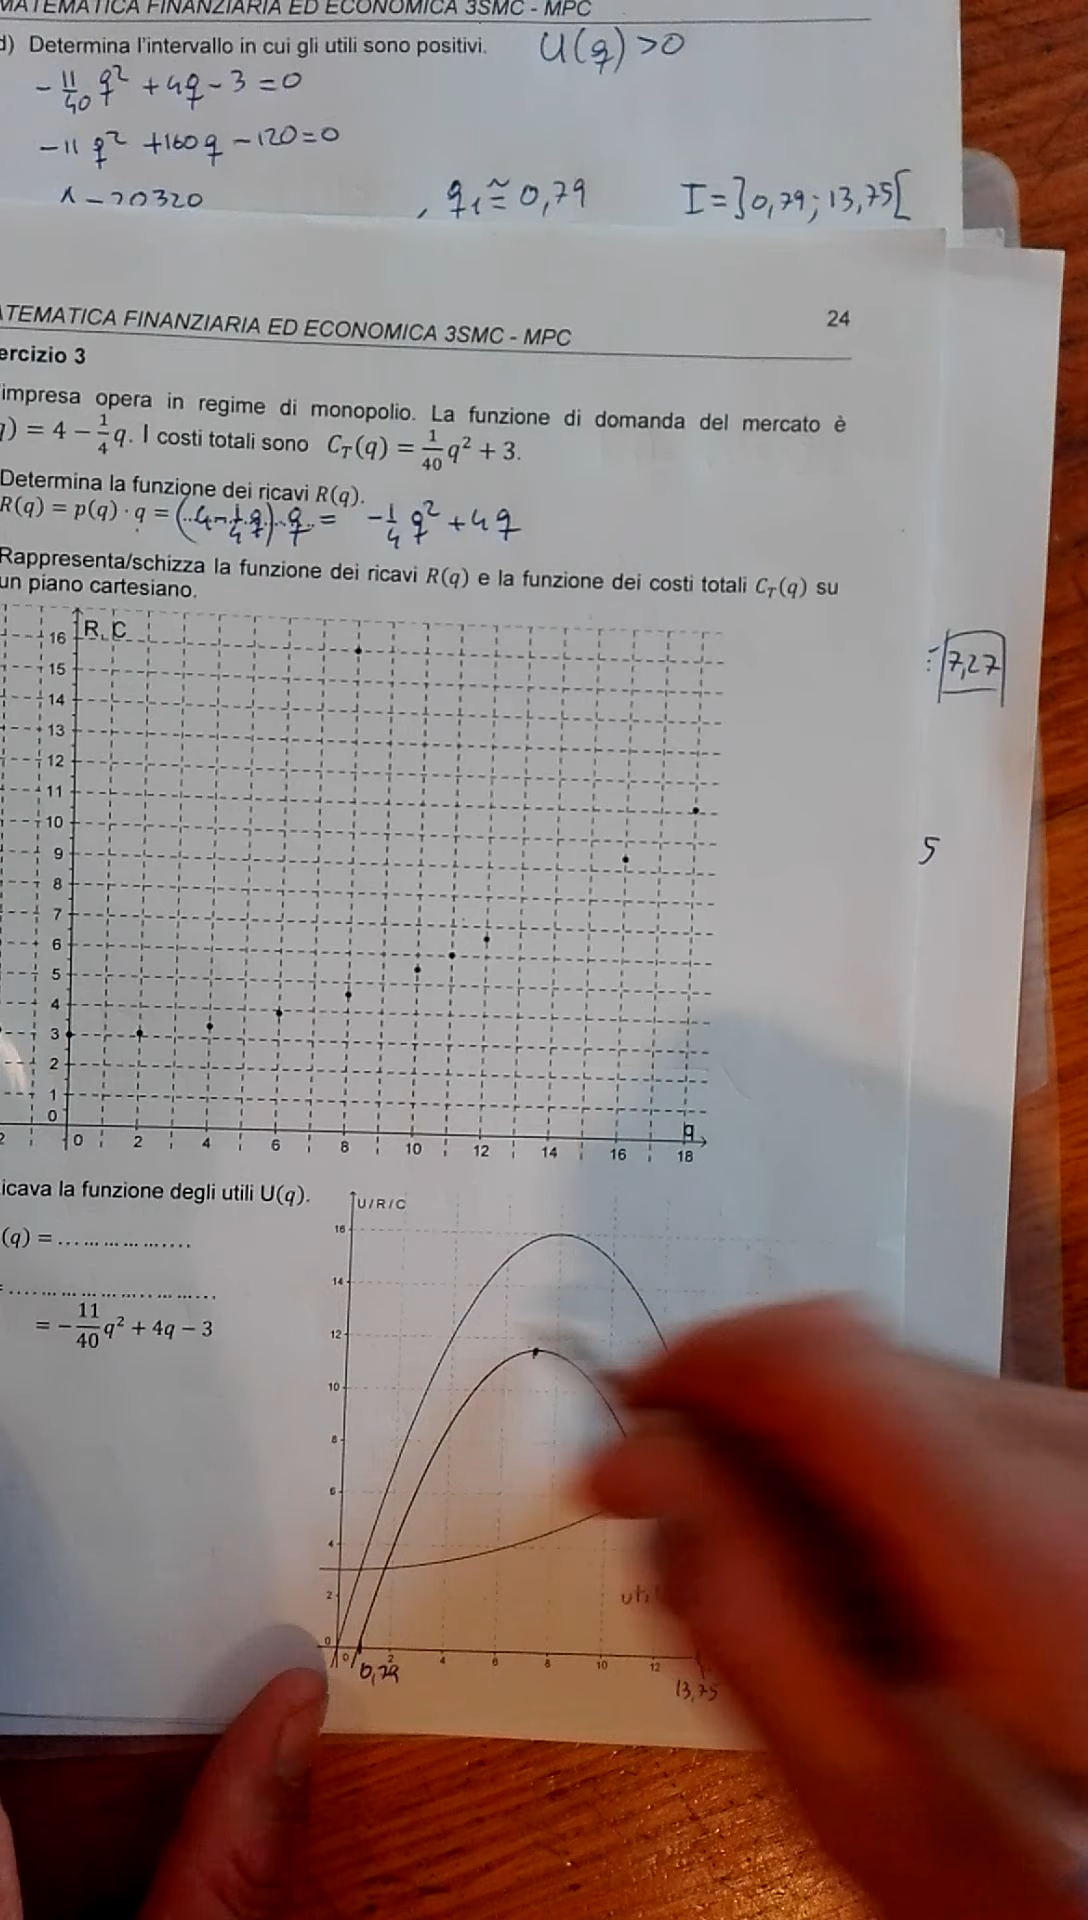 MATEMATICA FINANZIARIA ED ECONOMICA 3SMC - MPC
d) Determina l'intervallo in cui gli utili sono positivi. U(q) >0
-11/40 q² + 4q - 3 = 0
-11 q² + 160q - 120 = 0
q₁ ≅ 0,79 I = ]0,79; 13,75[
ATEMATICA FINANZIARIA ED ECONOMICA 3SMC - MPC 24
ercizio 3
impresa opera in regime di monopolio. La funzione di domanda del mercato è
q) = 4 − 1/4 q. I costi totali sono C_T(q) = 1/40 q² + 3.
Determina la funzione dei ricavi R(q).
R(q) = p(q) · q = (4 - 1/4 q) · q = -1/4 q² + 4q
Rappresenta/schizza la funzione dei ricavi R(q) e la funzione dei costi totali C_T(q) su
un piano cartesiano.
R, C
16
15
14
13
12
11
10
9
8
7
6
5
4
3
2
1
0
0 2 4 6 8 10 12 14 16 18
q
7,27
5
icava la funzione degli utili U(q).
(q) = ..................
= ..............................
= − 11/40 q² + 4q − 3
U/R/C
16
14
12
10
8
6
4
2
0
0 2 4 6 8 10 12
0,79
13,75